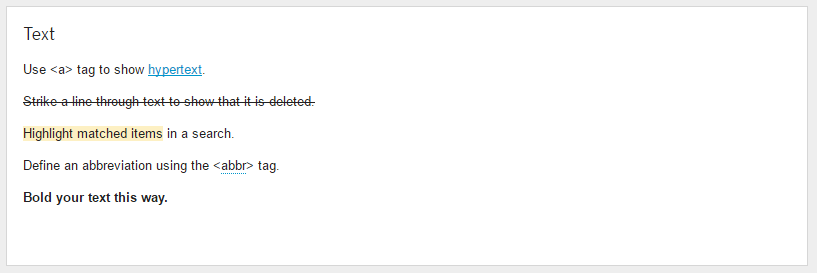 Text
Use <a> tag to show hypertext.
Strike a line through text to show that it is deleted.
Highlight matched items in a search.
Define an abbreviation using the <abbr> tag.
Bold your text this way.